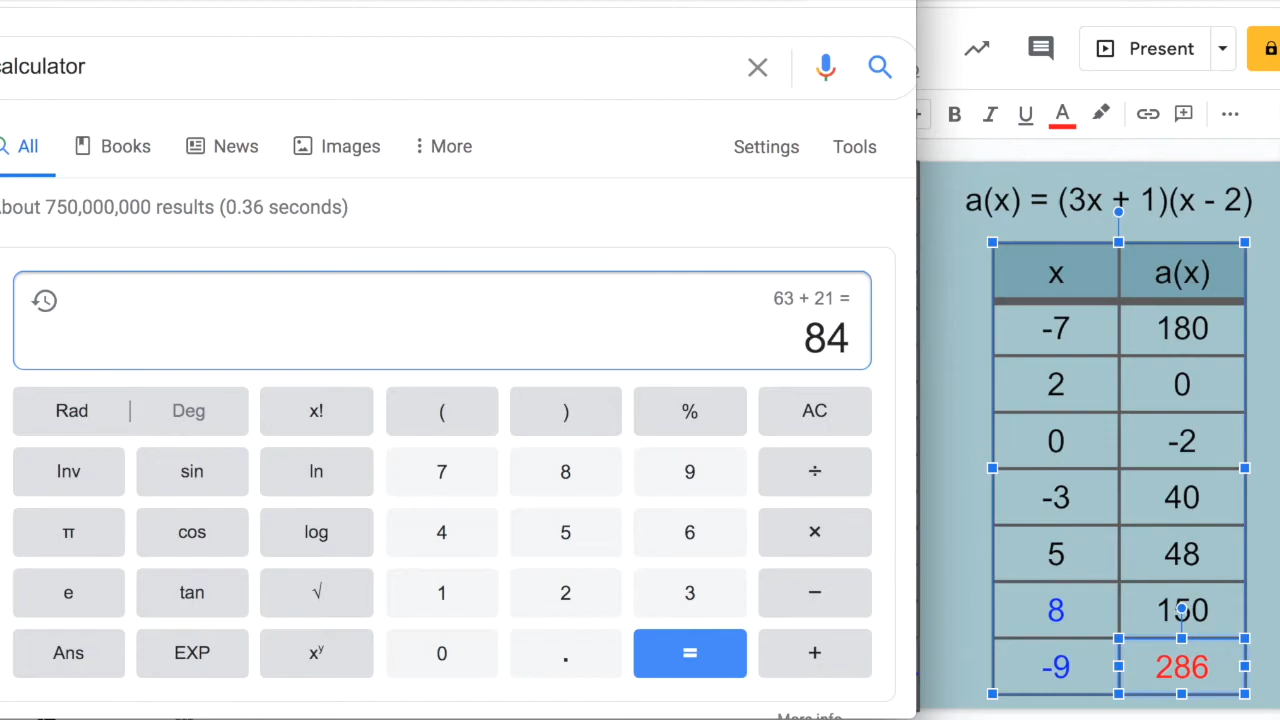 alculator
All
Books
News
Images
More
Settings
Tools
bout 750,000,000 results (0.36 seconds)
63 + 21 =
84
Rad | Deg x! ( ) % AC
Inv sin ln 7 8 9 ÷
π cos log 4 5 6 ×
e tan √ 1 2 3 −
Ans EXP xʸ 0 . = +
More info
Present
B I U A
a(x) = (3x + 1)(x - 2)
x a(x)
-7 180
2 0
0 -2
-3 40
5 48
8 150
-9 286